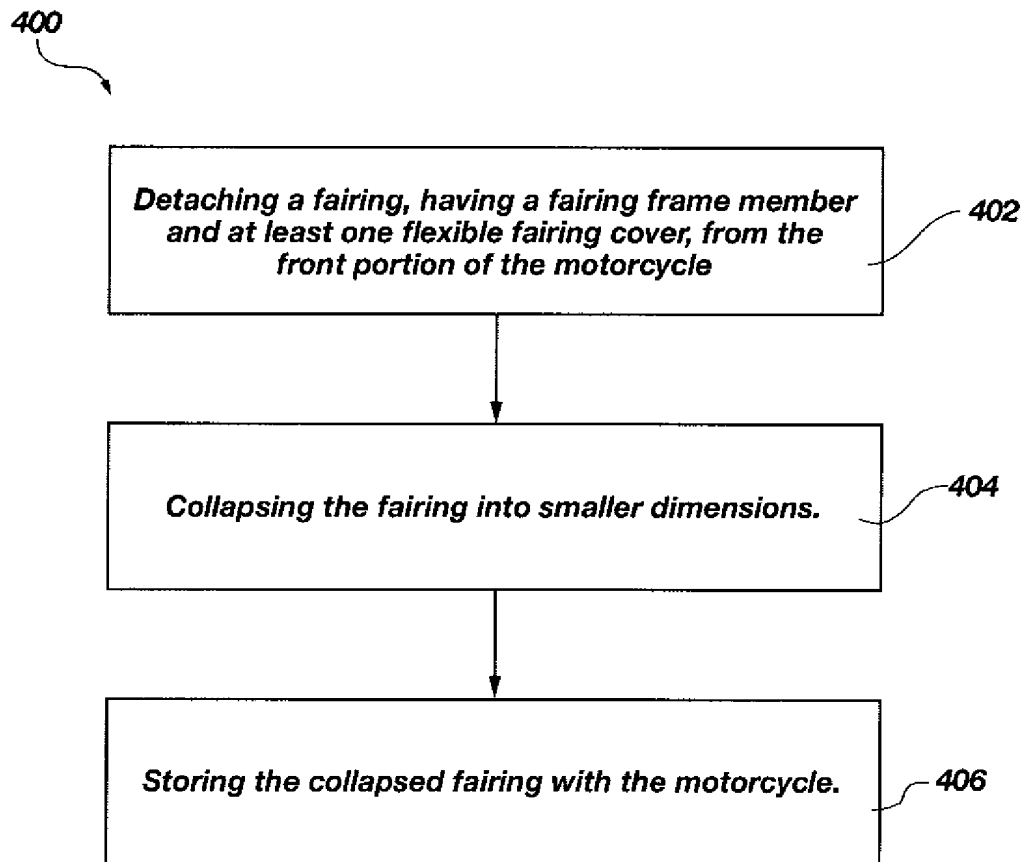 400
Detaching a fairing, having a fairing frame member
and at least one flexible fairing cover, from the
front portion of the motorcycle
402
Collapsing the fairing into smaller dimensions.
404
Storing the collapsed fairing with the motorcycle.
406